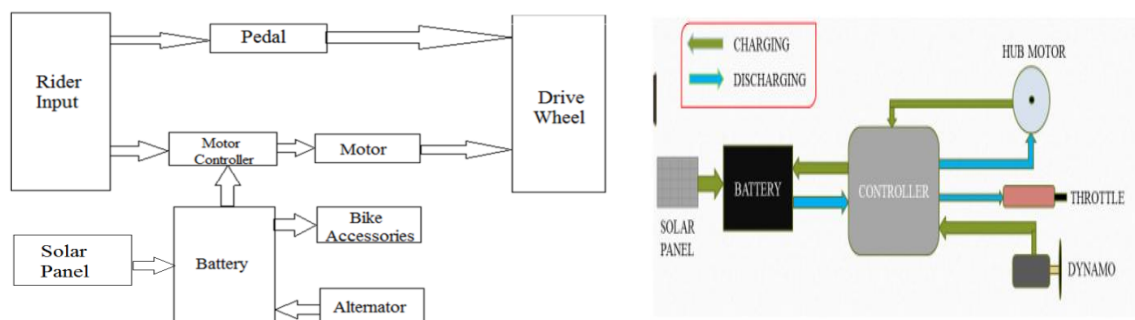 Pedal
Rider
Input
Drive
Wheel
Motor
Controller
Motor
Bike
Accessories
Solar
Panel
Battery
Alternator
CHARGING
DISCHARGING
HUB MOTOR
BATTERY
CONTROLLER
THROTTLE
SOLAR
PANEL
DYNAMO